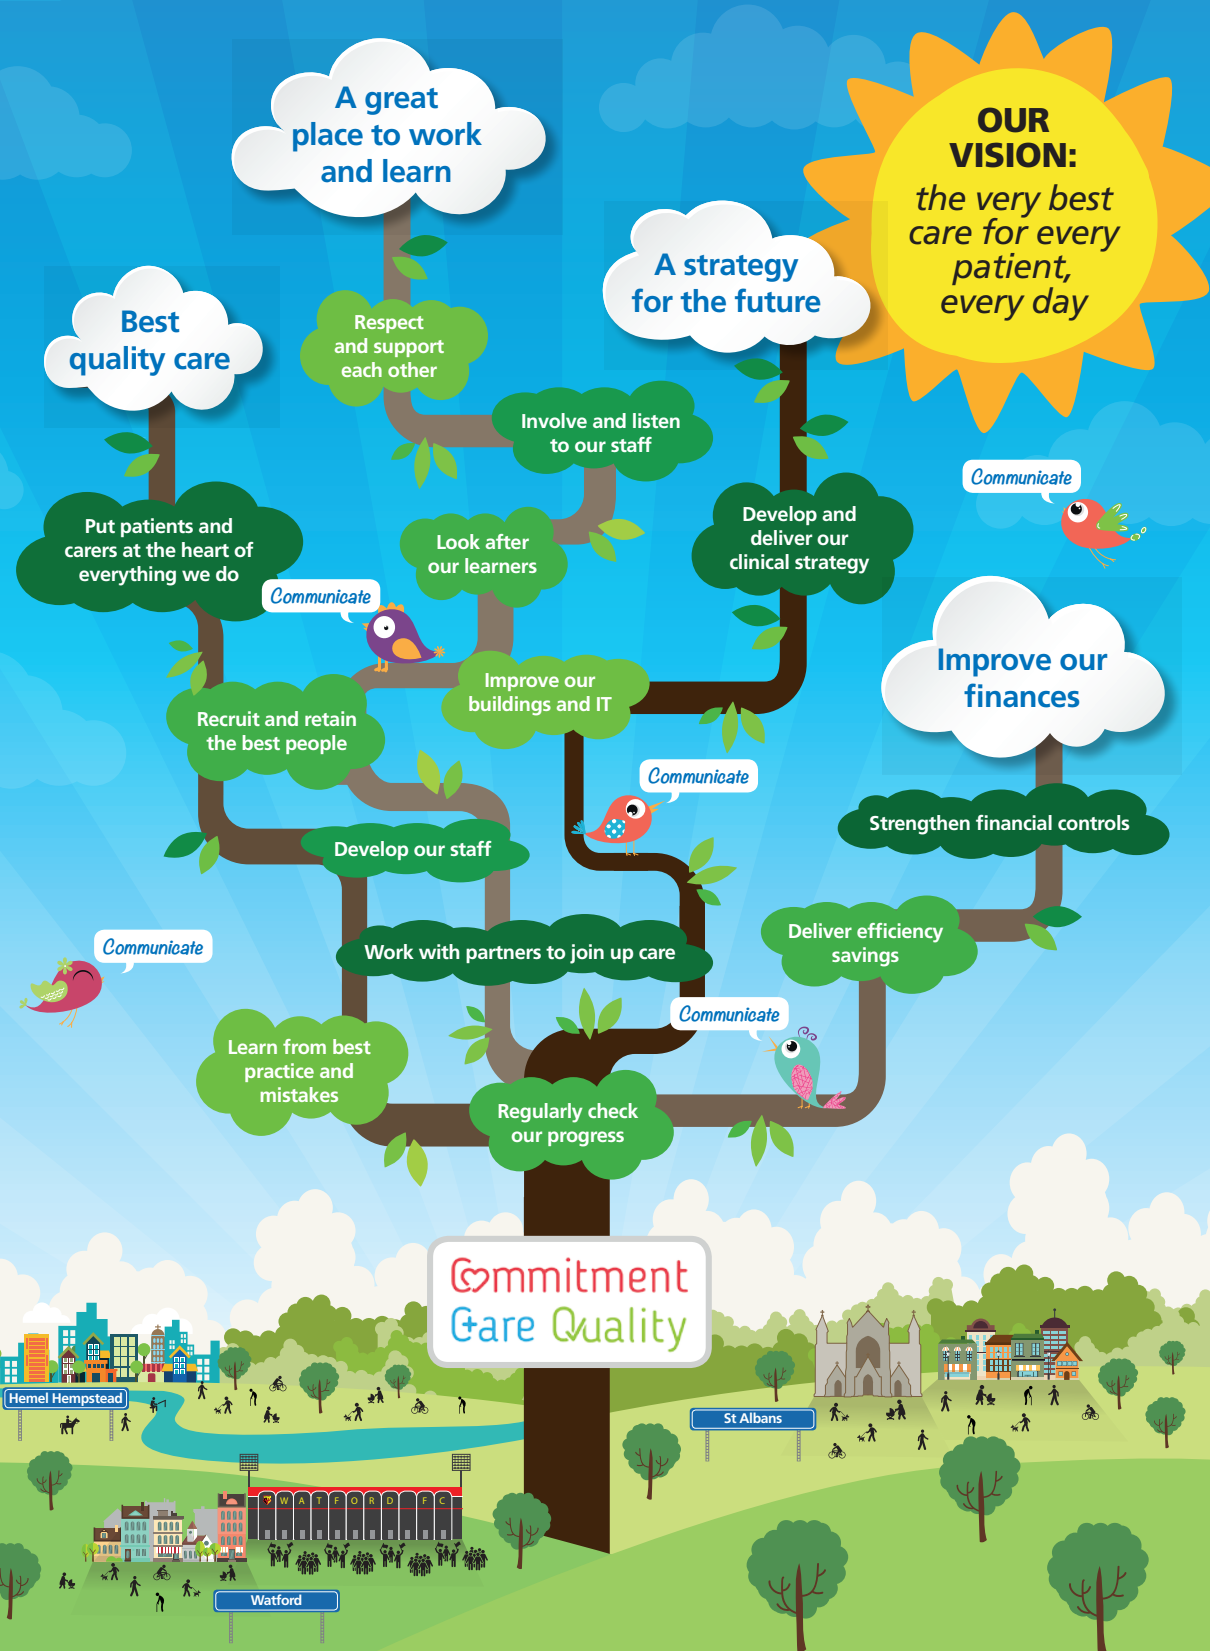 A great
place to work
and learn
OUR
VISION:
the very best
care for every
patient,
every day
A strategy
for the future
Best
quality care
Respect
and support
each other
Involve and listen
to our staff
Communicate
Put patients and
carers at the heart of
everything we do
Look after
our learners
Develop and
deliver our
clinical strategy
Communicate
Improve our
finances
Improve our
buildings and IT
Recruit and retain
the best people
Communicate
Strengthen financial controls
Develop our staff
Deliver efficiency
savings
Communicate
Work with partners to join up care
Communicate
Learn from best
practice and
mistakes
Regularly check
our progress
Commitment
Care Quality
Hemel Hempstead
St Albans
WATFORD FC
Watford